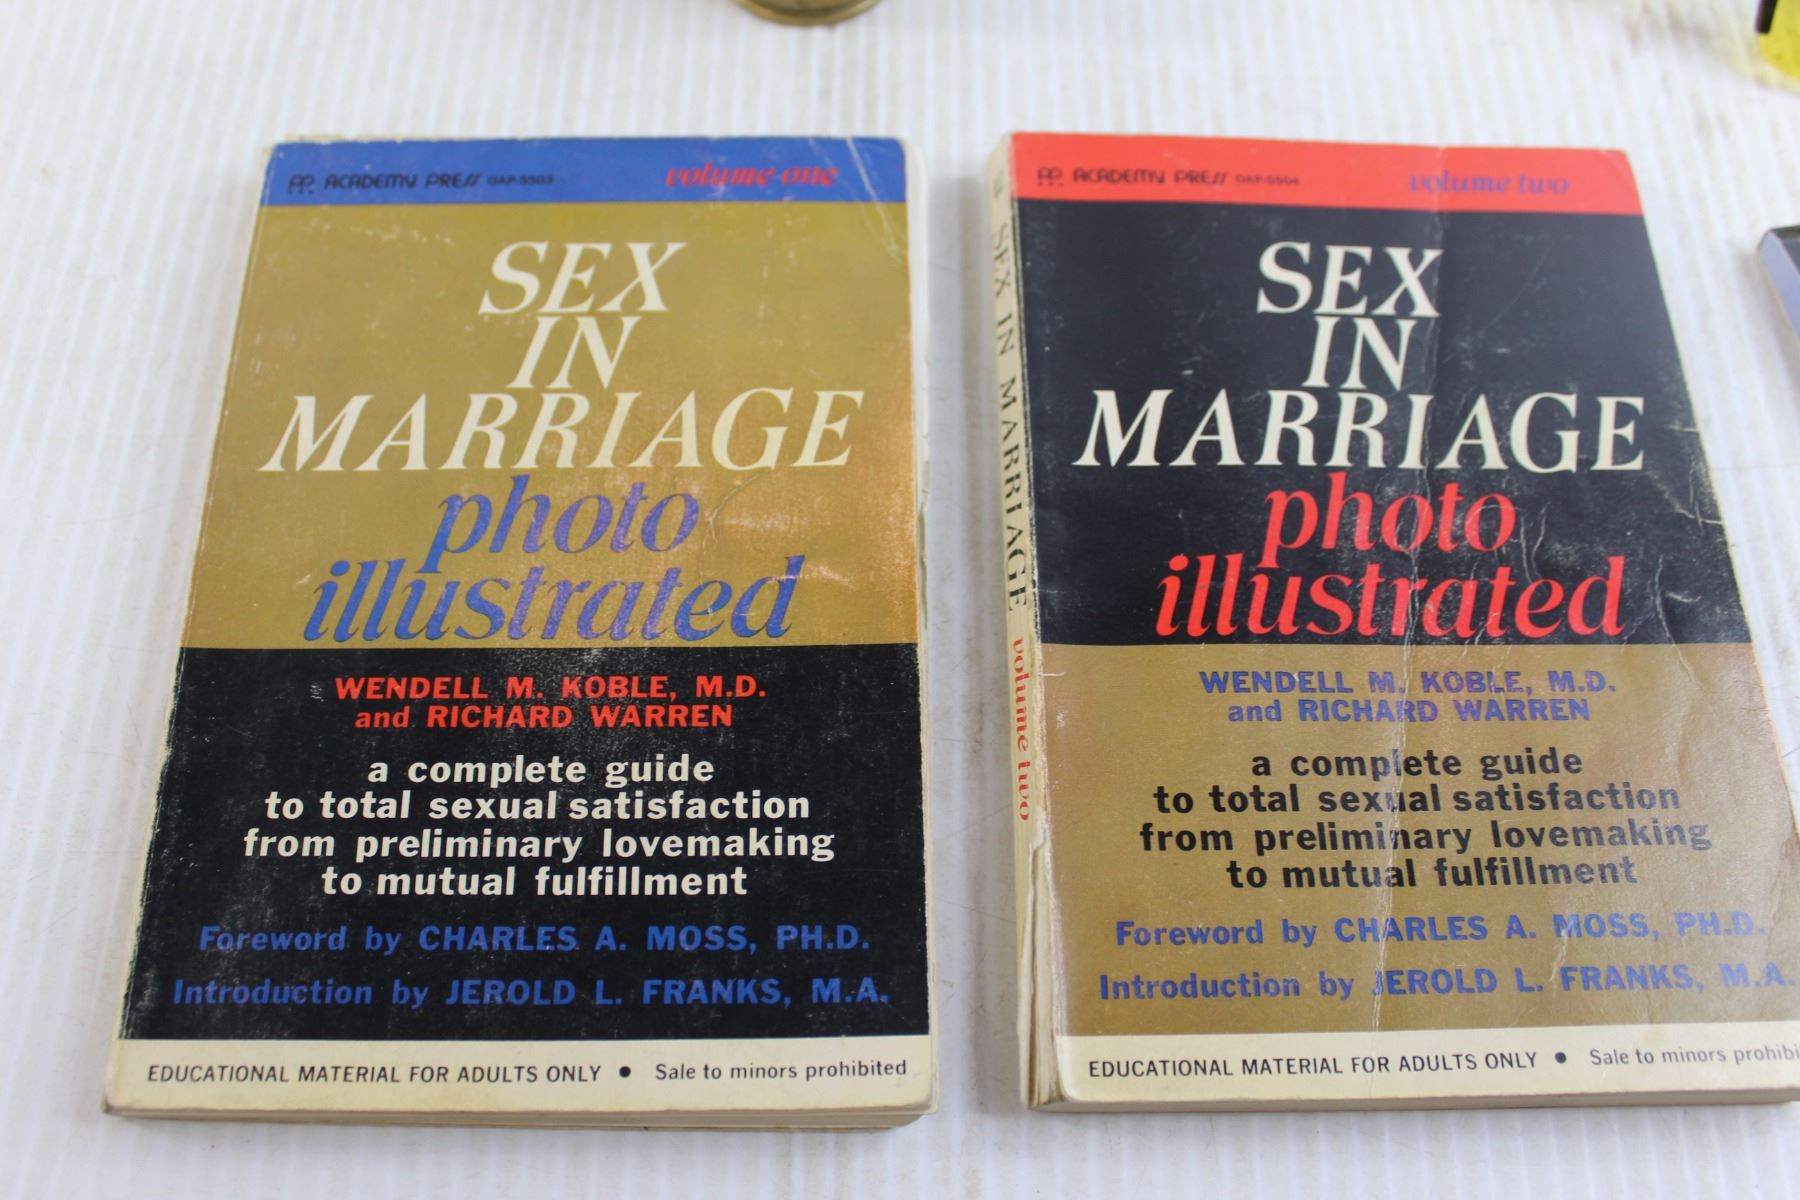 AP ACADEMY PRESS OAP-5503 volume one
SEX
IN
MARRIAGE
photo
illustrated
WENDELL M. KOBLE, M.D.
and RICHARD WARREN
a complete guide
to total sexual satisfaction
from preliminary lovemaking
to mutual fulfillment
Foreword by CHARLES A. MOSS, PH.D.
Introduction by JEROLD L. FRANKS, M.A.
EDUCATIONAL MATERIAL FOR ADULTS ONLY • Sale to minors prohibited
SEX IN MARRIAGE volume two
AP ACADEMY PRESS OAP-5504 volume two
SEX
IN
MARRIAGE
photo
illustrated
WENDELL M. KOBLE, M.D.
and RICHARD WARREN
a complete guide
to total sexual satisfaction
from preliminary lovemaking
to mutual fulfillment
Foreword by CHARLES A. MOSS, PH.D.
Introduction by JEROLD L. FRANKS, M.A.
EDUCATIONAL MATERIAL FOR ADULTS ONLY • Sale to minors prohibi